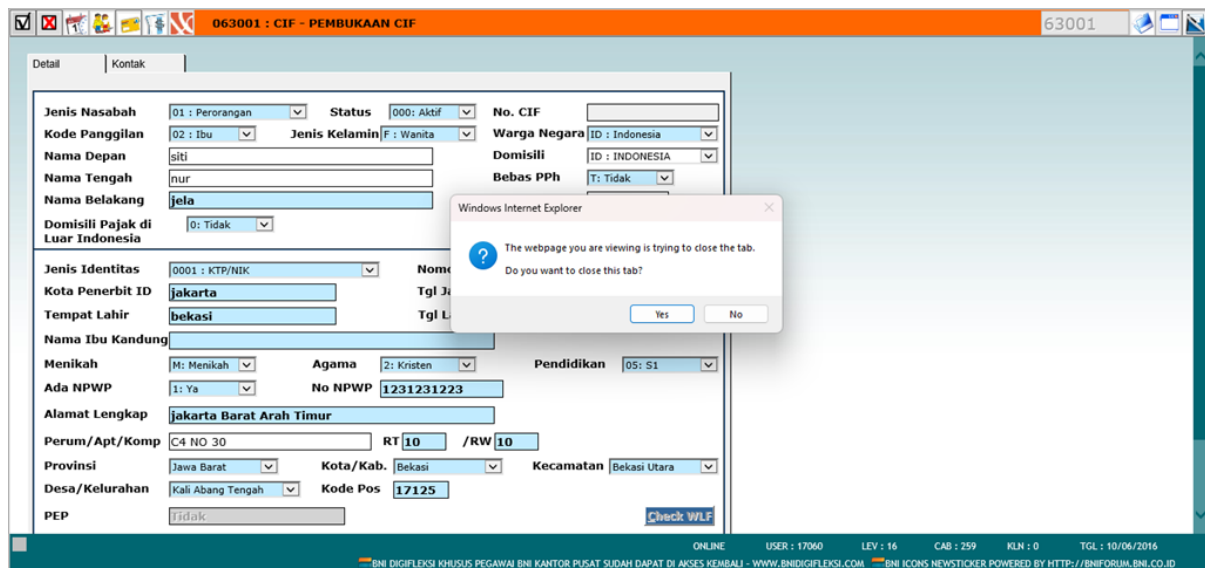 063001 : CIF - PEMBUKAAN CIF 63001
Detail Kontak
Jenis Nasabah 01 : Perorangan Status 000: Aktif No. CIF
Kode Panggilan 02 : Ibu Jenis Kelamin F : Wanita Warga Negara ID : Indonesia
Nama Depan siti Domisili ID : INDONESIA
Nama Tengah nur Bebas PPh T: Tidak
Nama Belakang jela
Domisili Pajak di Luar Indonesia 0: Tidak
Windows Internet Explorer
The webpage you are viewing is trying to close the tab.
Do you want to close this tab?
Yes No
Jenis Identitas 0001 : KTP/NIK
Kota Penerbit ID jakarta Tgl
Tempat Lahir bekasi Tgl
Nama Ibu Kandung
Menikah M: Menikah Agama 2: Kristen Pendidikan 05: S1
Ada NPWP 1: Ya No NPWP 1231231223
Alamat Lengkap jakarta Barat Arah Timur
Perum/Apt/Komp C4 NO 30 RT 10 /RW 10
Provinsi Jawa Barat Kota/Kab. Bekasi Kecamatan Bekasi Utara
Desa/Kelurahan Kali Abang Tengah Kode Pos 17125
PEP Tidak Check WLF
ONLINE USER : 17060 LEV : 16 CAB : 259 KLN : 0 TGL : 10/06/2016
BNI DIGIFLEKSI KHUSUS PEGAWAI BNI KANTOR PUSAT SUDAH DAPAT DI AKSES KEMBALI - WWW.BNIDIGIFLEKSI.COM BNI ICONS NEWSTICKER POWERED BY HTTP://BNIFORUM.BNI.CO.ID